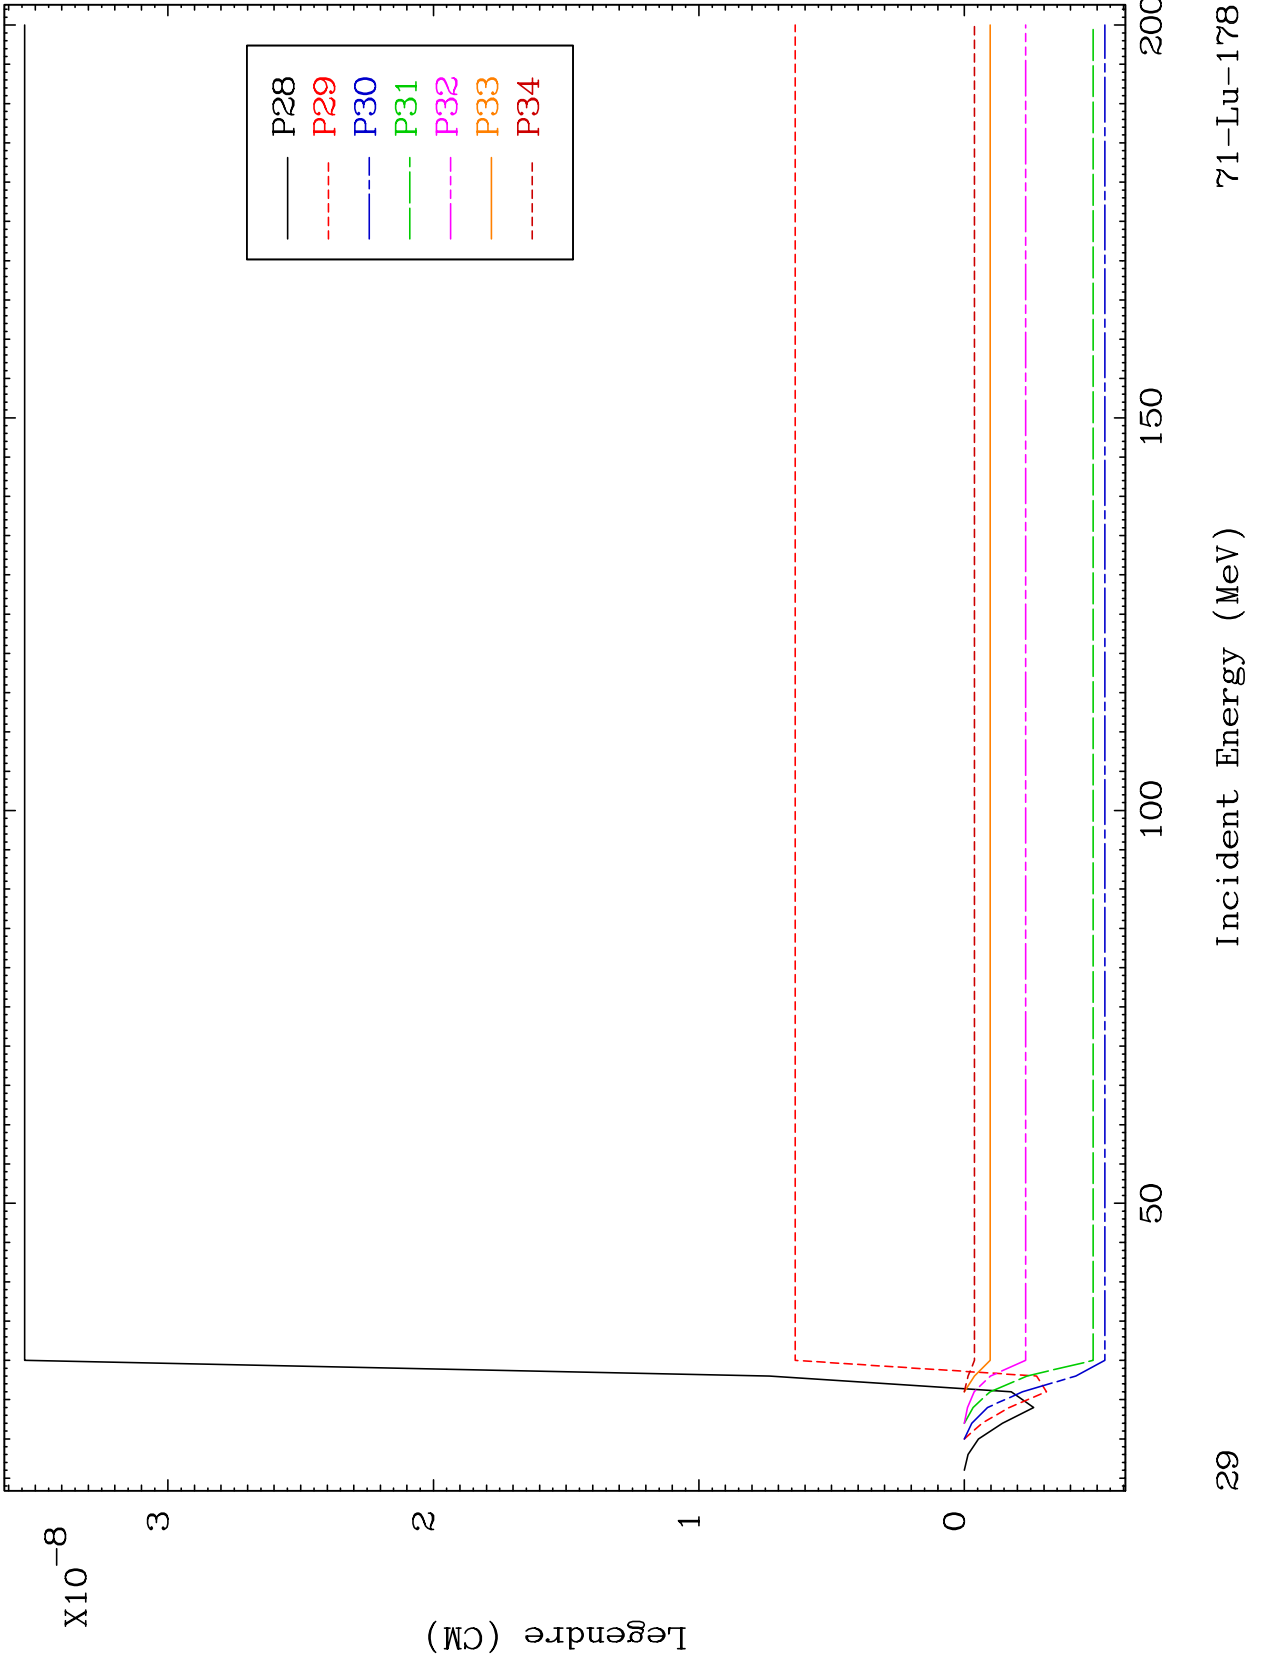 X10-8
Legendre (CM)
3
2
1
0
P28
P29
P30
P31
P32
P33
P34
50
100
150
200
Incident Energy (MeV)
29
71-Lu-178